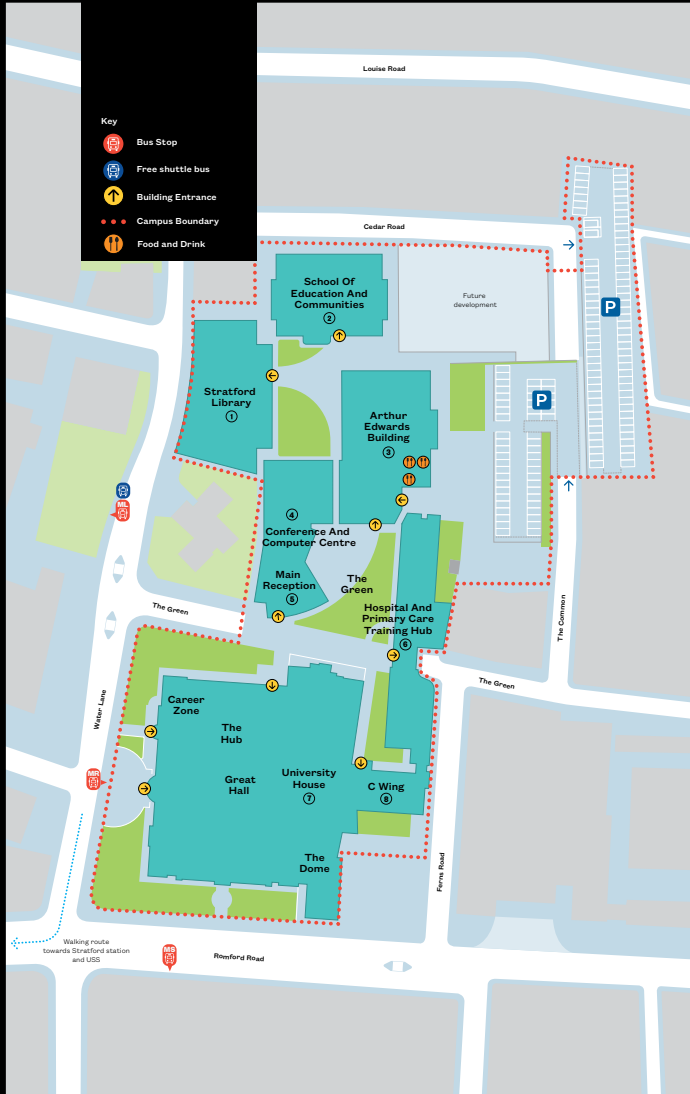 Louise Road
Key
Bus Stop
Free shuttle bus
Building Entrance
Campus Boundary
Food and Drink
Cedar Road
School Of
Education And
Communities
2
Future
development
P
Stratford
Library
1
P
Arthur
Edwards
Building
3
ML
4
Conference And
Computer Centre
Main
Reception
5
The
Green
The Green
Hospital And
Primary Care
Training Hub
6
The Common
The Green
Water Lane
Career
Zone
The
Hub
MR
Great
Hall
University
House
7
C Wing
8
The
Dome
Ferns Road
Walking route
towards Stratford station
and USS
MS
Romford Road